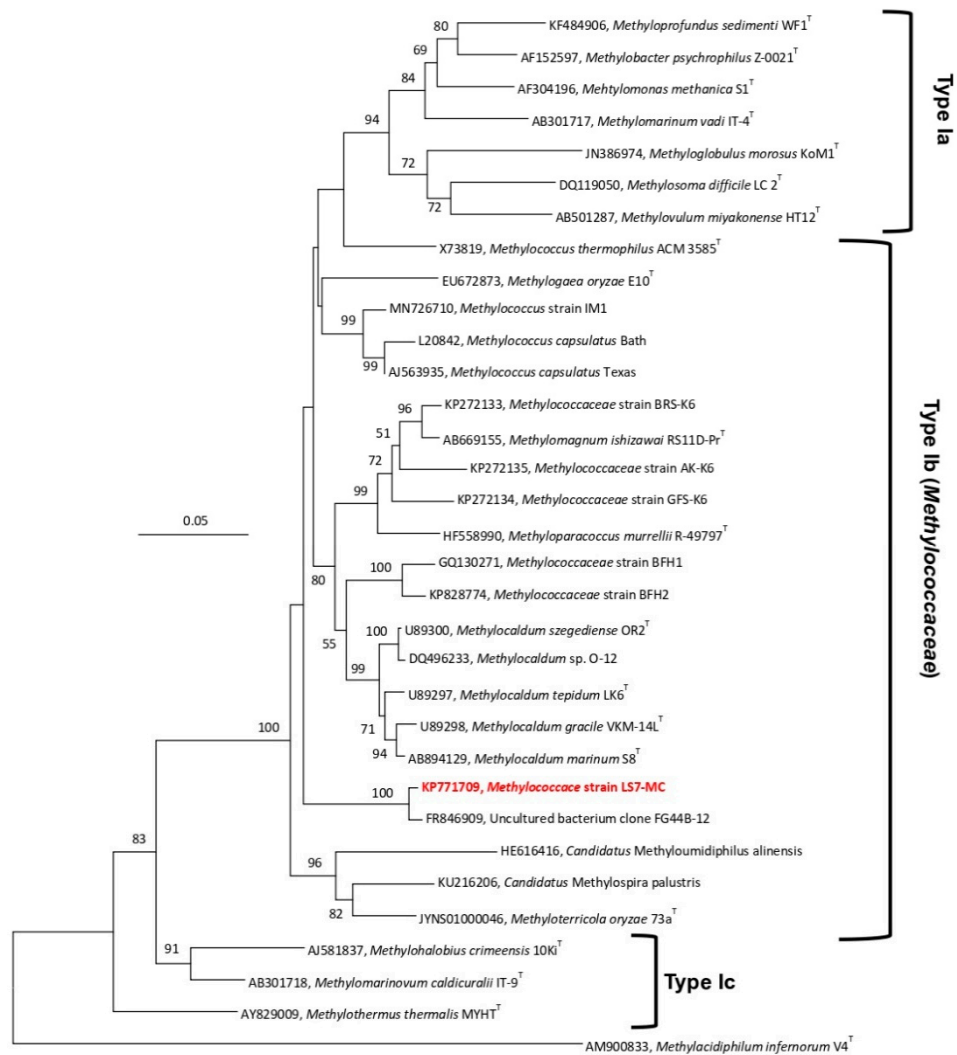 80
KF484906, Methyloprofundus sedimenti WF1T
69
AF152597, Methylobacter psychrophilus Z-0021T
84
AF304196, Mehtylomonas methanica S1T
94
AB301717, Methylomarinum vadi IT-4T
72
JN386974, Methyloglobulus morosus KoM1T
DQ119050, Methylosoma difficile LC 2T
72
AB501287, Methylovulum miyakonense HT12T
Type Ia
X73819, Methylococcus thermophilus ACM 3585T
EU672873, Methylogaea oryzae E10T
99
MN726710, Methylococcus strain IM1
L20842, Methylococcus capsulatus Bath
99
AJ563935, Methylococcus capsulatus Texas
96
KP272133, Methylococcaceae strain BRS-K6
51
AB669155, Methylomagnum ishizawai RS11D-PrT
72
KP272135, Methylococcaceae strain AK-K6
99
KP272134, Methylococcaceae strain GFS-K6
0.05
HF558990, Methyloparacoccus murrellii R-49797T
80
100
GQ130271, Methylococcaceae strain BFH1
KP828774, Methylococcaceae strain BFH2
55
100
U89300, Methylocaldum szegediense OR2T
DQ496233, Methylocaldum sp. O-12
99
U89297, Methylocaldum tepidum LK6T
71
U89298, Methylocaldum gracile VKM-14LT
94
AB894129, Methylocaldum marinum S8T
100
100
KP771709, Methylococcace strain LS7-MC
FR846909, Uncultured bacterium clone FG44B-12
83
96
HE616416, Candidatus Methyloumidiphilus alinensis
KU216206, Candidatus Methylospira palustris
82
JYNS01000046, Methyloterricola oryzae 73aT
Type Ib (Methylococcaceae)
91
AJ581837, Methylohalobius crimeensis 10KiT
AB301718, Methylomarinovum caldicuralii IT-9T
AY829009, Methylothermus thermalis MYHTT
Type Ic
AM900833, Methylacidiphilum infernorum V4T